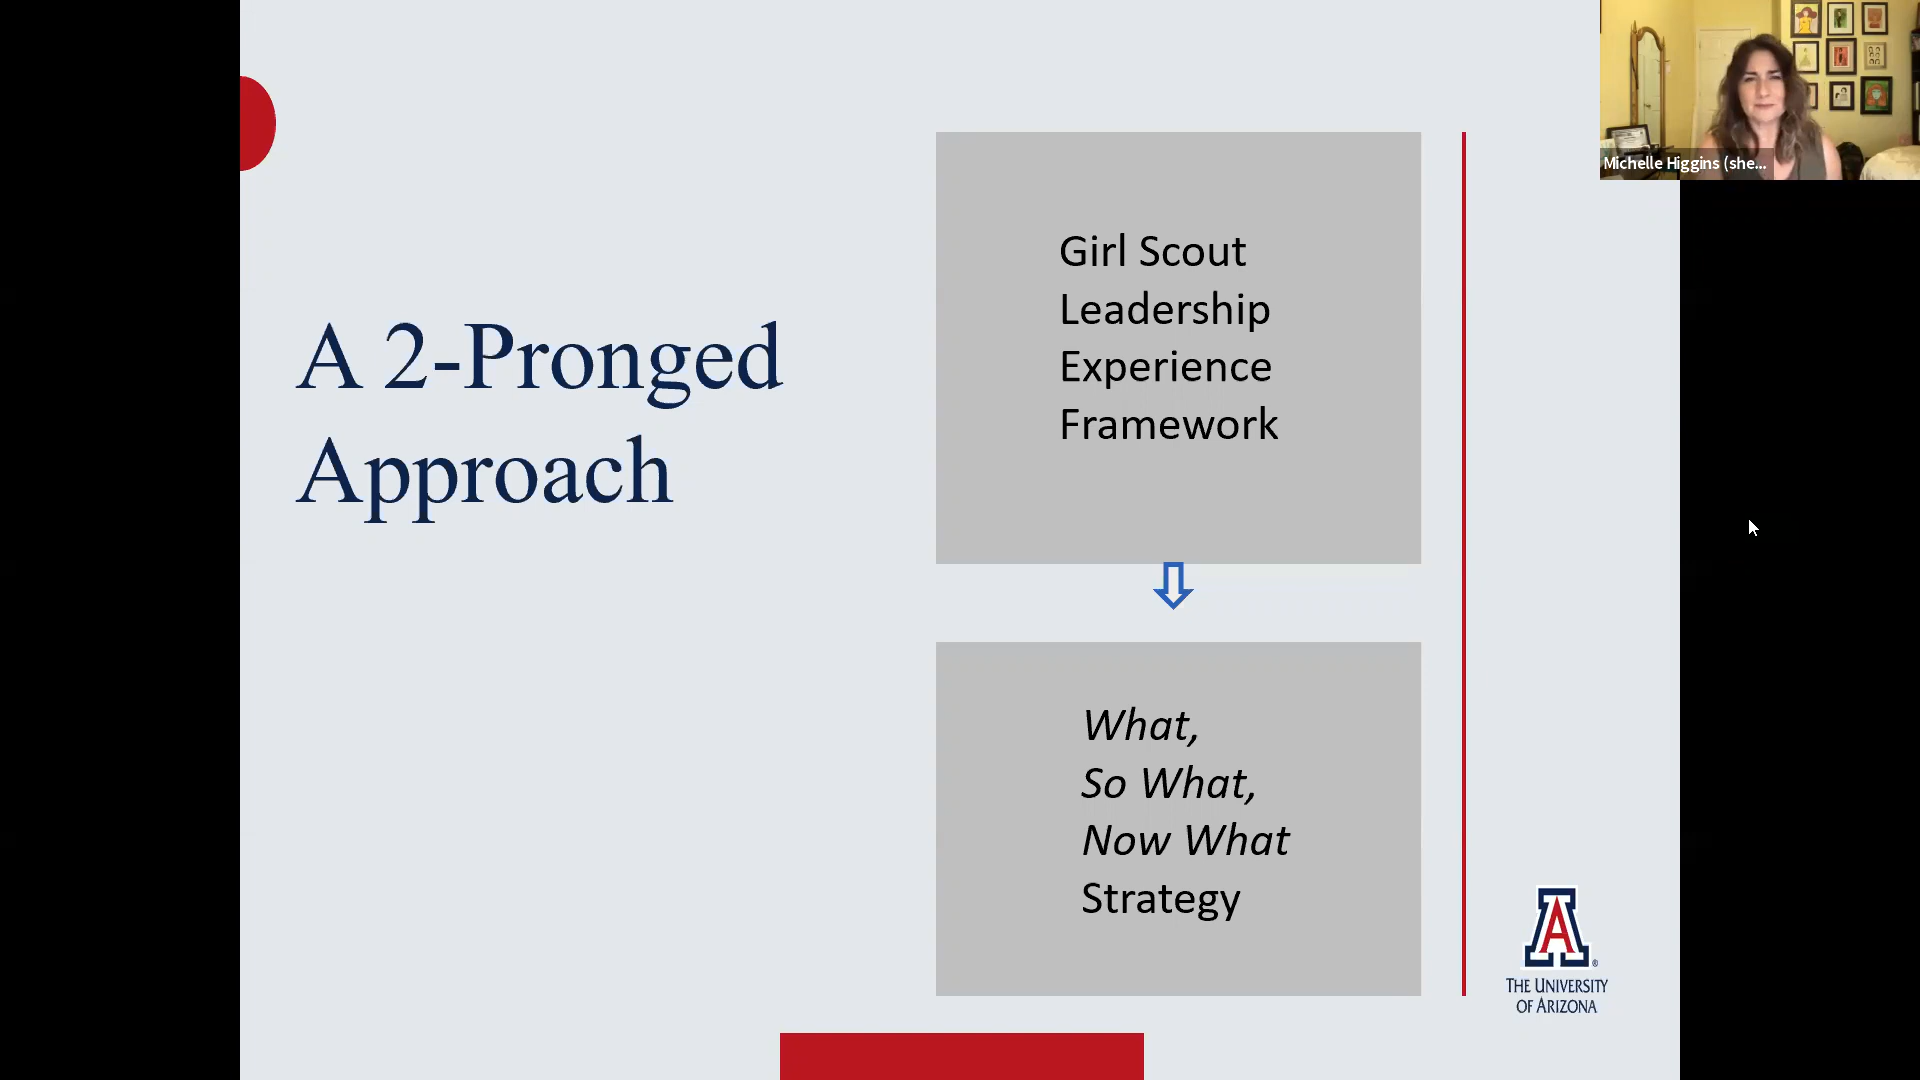 A 2-Pronged
Approach
Girl Scout
Leadership
Experience
Framework
What,
So What,
Now What
Strategy
Michelle Higgins (she...
A
THE UNIVERSITY
OF ARIZONA